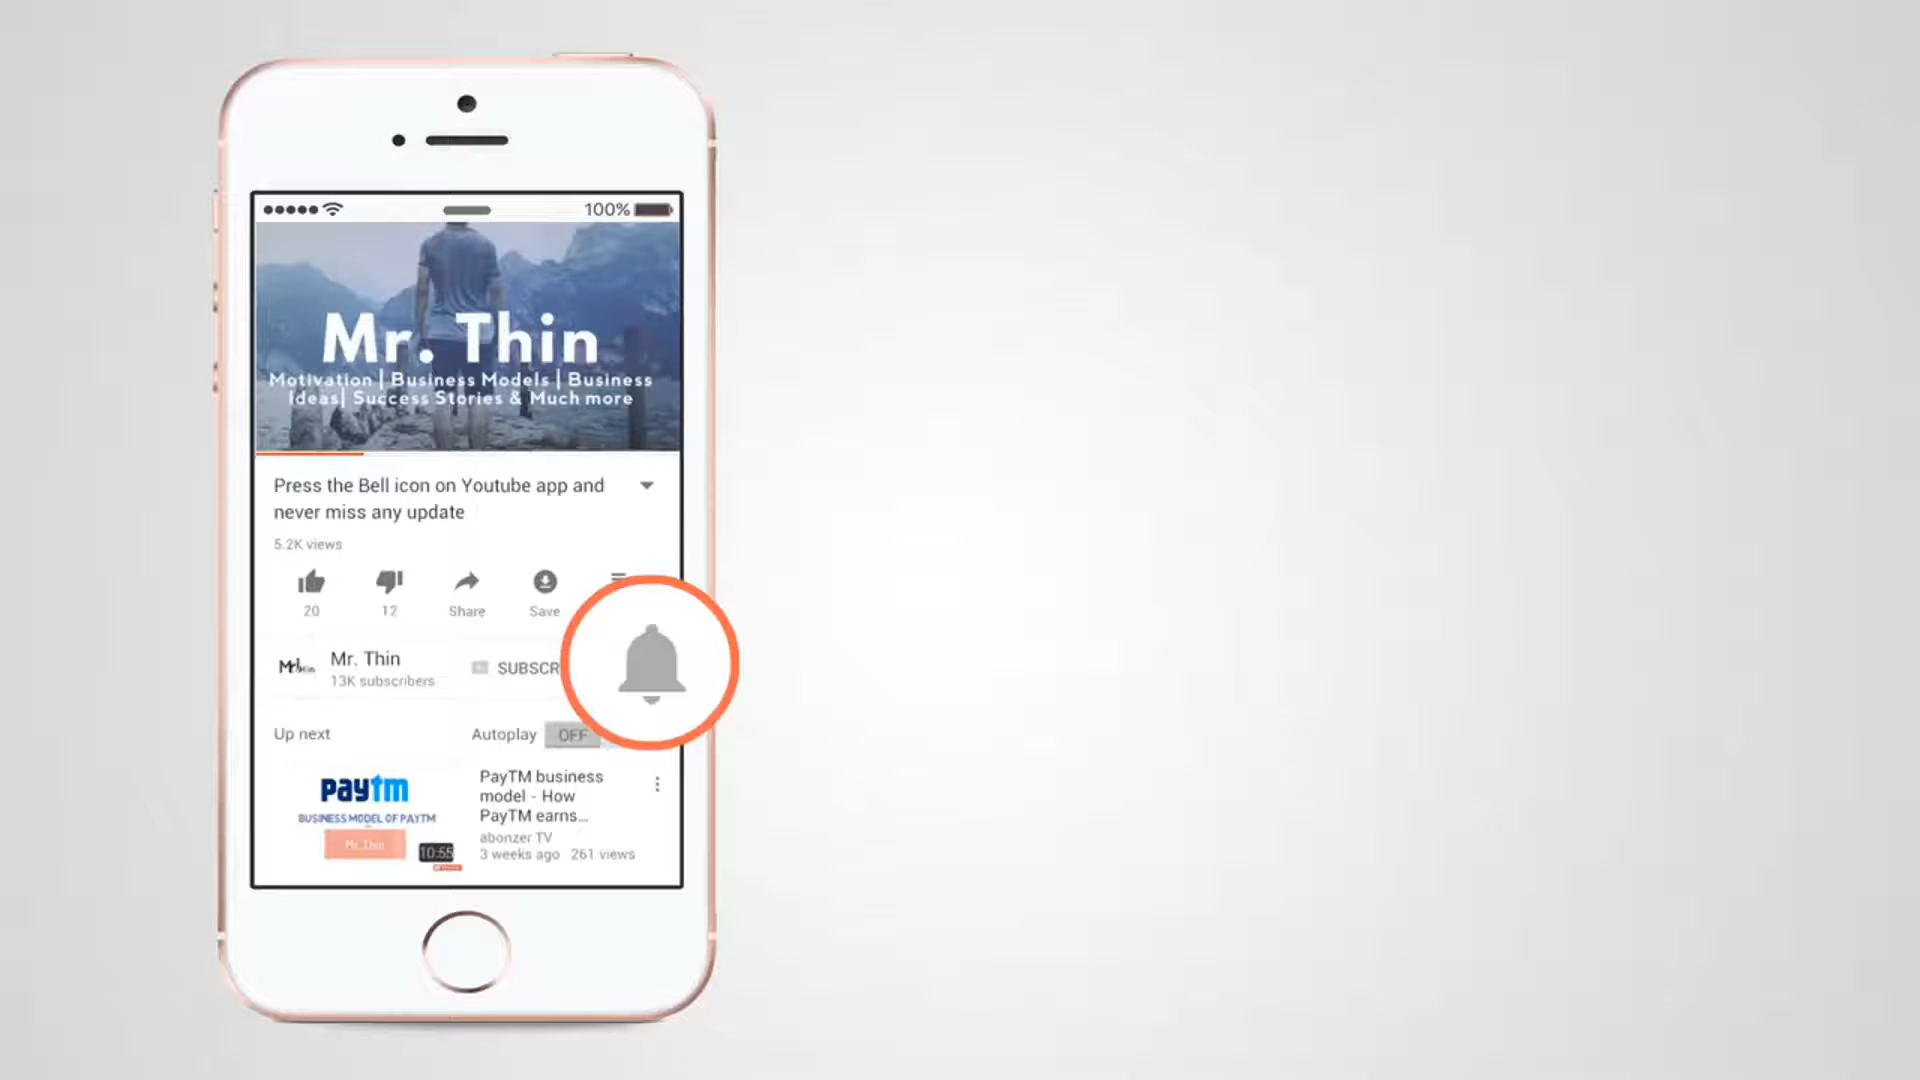 100%
Mr. Thin
Motivation | Business Models | Business
Ideas| Success Stories & Much more
Press the Bell icon on Youtube app and
never miss any update
5.2K views
20
12
Share
Save
Mr. Thin
13K subscribers
SUBSCR
Up next
Autoplay
OFF
paytm
BUSINESS MODEL OF PAYTM
Mr.Thin
10:55
PayTM business
model - How
PayTM earns...
abonzer TV
3 weeks ago 261 views